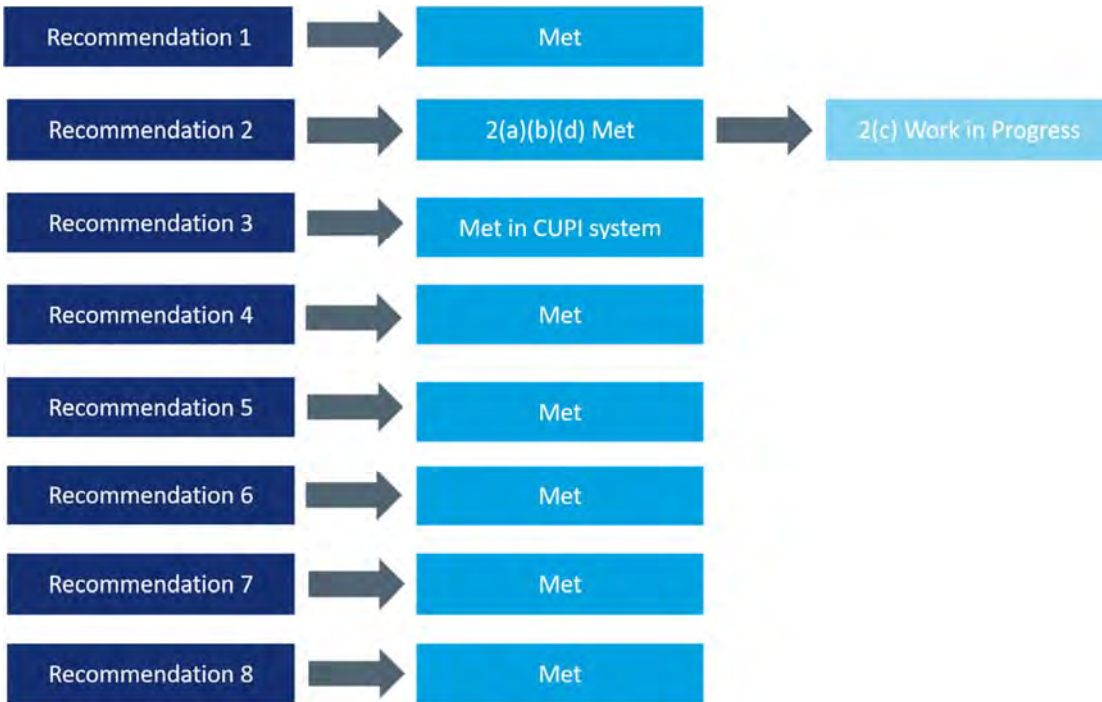 Recommendation 1
Met
Recommendation 2
2(a)(b)(d) Met
2(c) Work in Progress
Recommendation 3
Met in CUPI system
Recommendation 4
Met
Recommendation 5
Met
Recommendation 6
Met
Recommendation 7
Met
Recommendation 8
Met